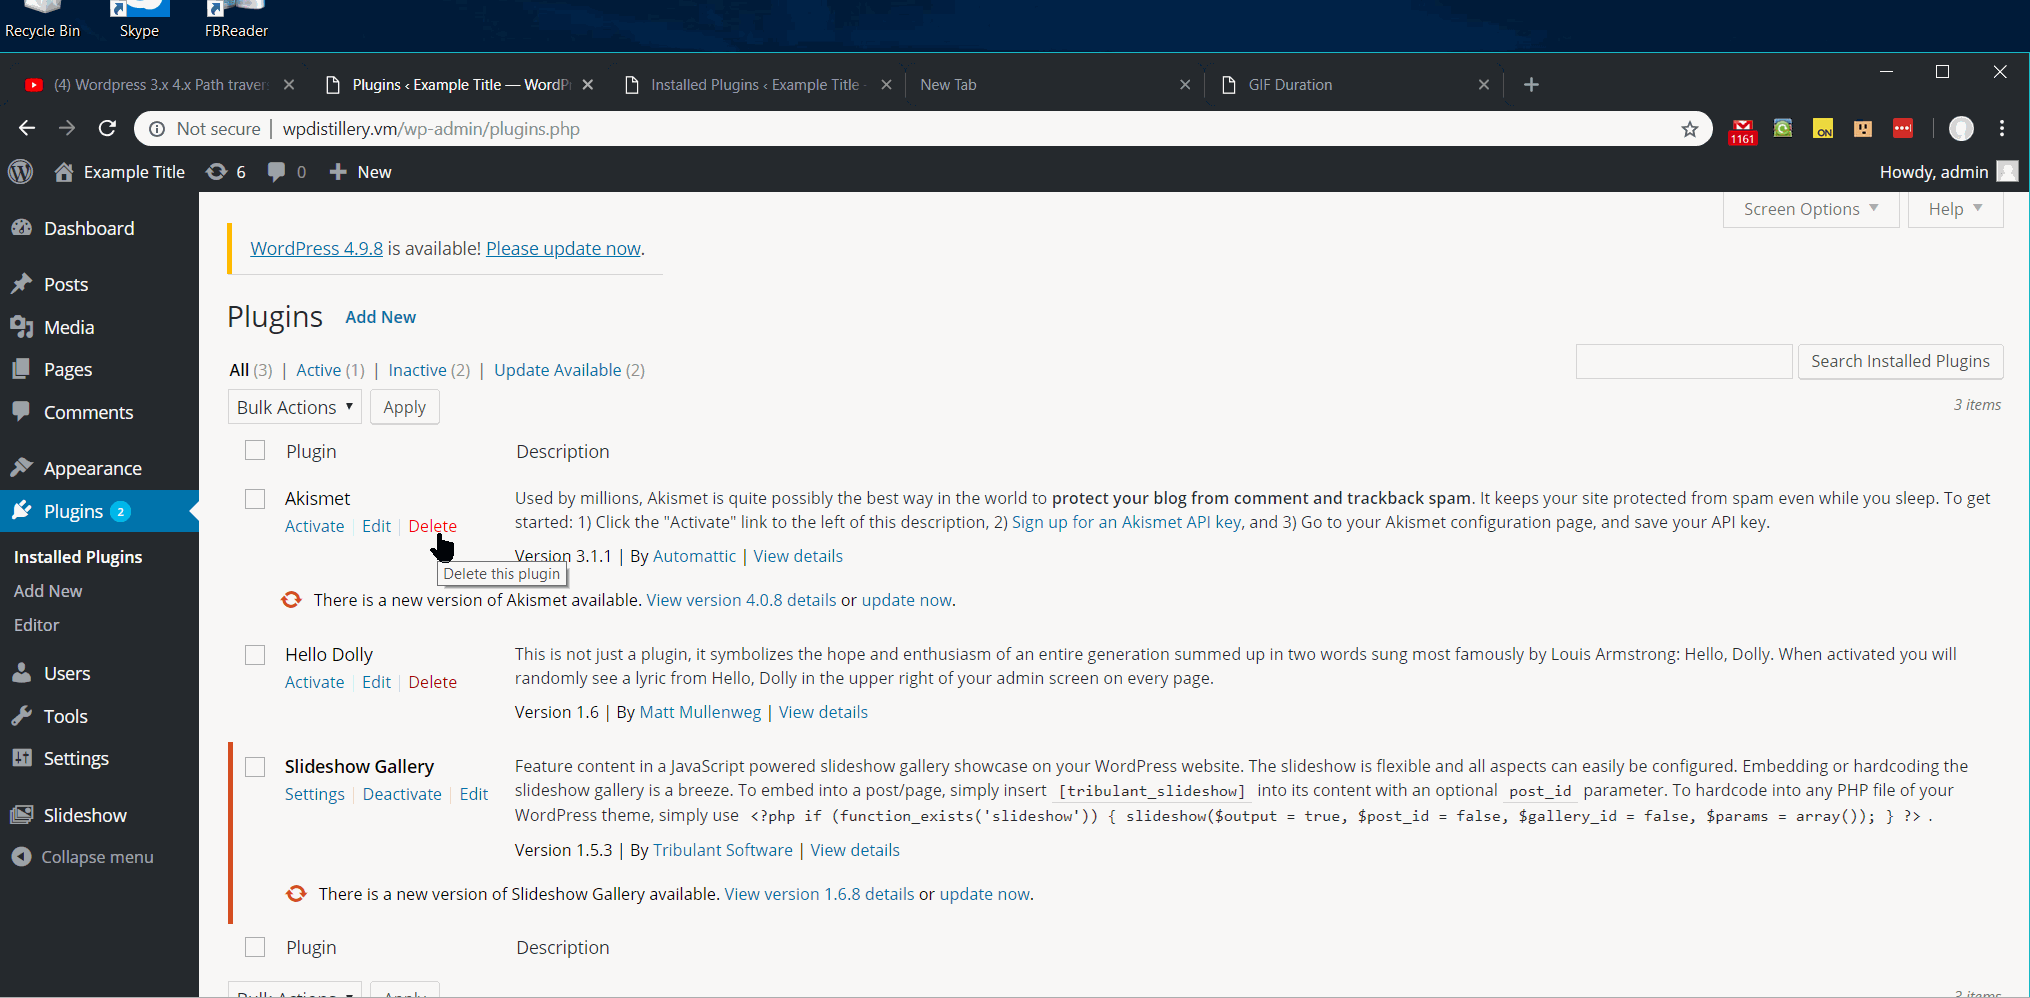 Recycle Bin
Skype
FBReader
(4) Wordpress 3.x 4.x Path traver
Plugins ‹ Example Title — WordP
Installed Plugins ‹ Example Title
New Tab
GIF Duration
Not secure | wpdistillery.vm/wp-admin/plugins.php
1161
ON
Example Title
6
0
New
Howdy, admin
Screen Options
Help
WordPress 4.9.8 is available! Please update now.
Dashboard
Posts
Media
Pages
Comments
Appearance
Plugins 2
Installed Plugins
Add New
Editor
Users
Tools
Settings
Slideshow
Collapse menu
Plugins Add New
All (3) | Active (1) | Inactive (2) | Update Available (2)
Search Installed Plugins
Bulk Actions
Apply
3 items
Plugin Description
Akismet
Activate | Edit | Delete
Delete this plugin
Used by millions, Akismet is quite possibly the best way in the world to protect your blog from comment and trackback spam. It keeps your site protected from spam even while you sleep. To get
started: 1) Click the "Activate" link to the left of this description, 2) Sign up for an Akismet API key, and 3) Go to your Akismet configuration page, and save your API key.
Version 3.1.1 | By Automattic | View details
There is a new version of Akismet available. View version 4.0.8 details or update now.
Hello Dolly
Activate | Edit | Delete
This is not just a plugin, it symbolizes the hope and enthusiasm of an entire generation summed up in two words sung most famously by Louis Armstrong: Hello, Dolly. When activated you will
randomly see a lyric from Hello, Dolly in the upper right of your admin screen on every page.
Version 1.6 | By Matt Mullenweg | View details
Slideshow Gallery
Settings | Deactivate | Edit
Feature content in a JavaScript powered slideshow gallery showcase on your WordPress website. The slideshow is flexible and all aspects can easily be configured. Embedding or hardcoding the
slideshow gallery is a breeze. To embed into a post/page, simply insert [tribulant_slideshow] into its content with an optional post_id parameter. To hardcode into any PHP file of your
WordPress theme, simply use <?php if (function_exists('slideshow')) { slideshow($output = true, $post_id = false, $gallery_id = false, $params = array()); } ?> .
Version 1.5.3 | By Tribulant Software | View details
There is a new version of Slideshow Gallery available. View version 1.6.8 details or update now.
Plugin Description
Bulk Actions
Apply
3 items